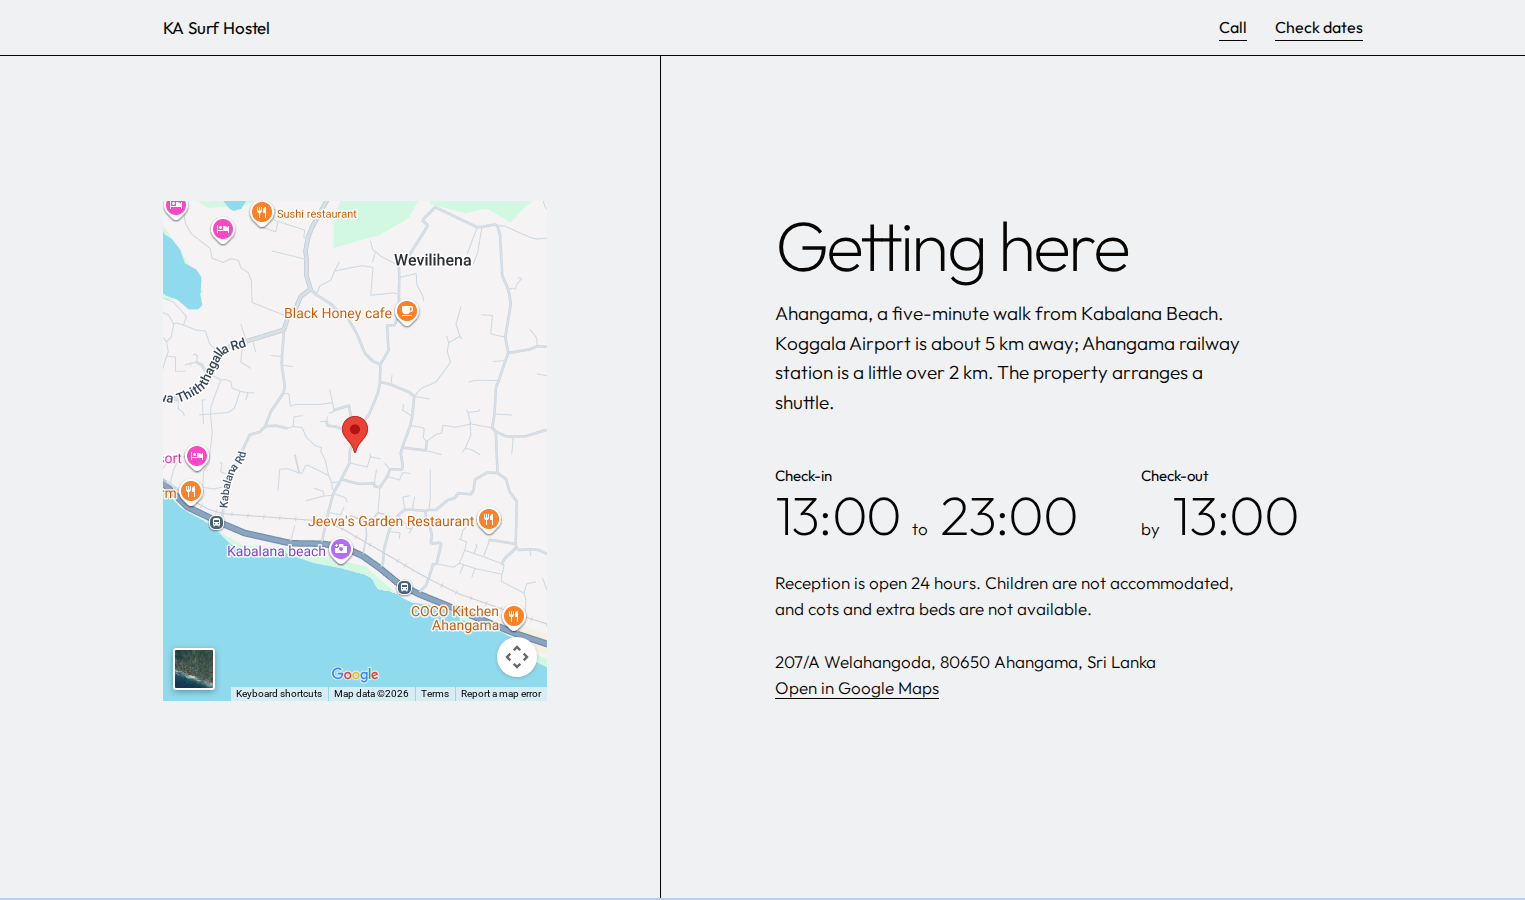 KA Surf Hostel
Call
Check dates
Sushi restaurant
Wevilihena
Black Honey cafe
va Thiththagalla Rd
ort
Kabalana Rd
rm
Jeeva's Garden Restaurant
Kabalana beach
COCO Kitchen
Ahangama
Google
Keyboard shortcuts
Map data ©2026
Terms
Report a map error
Getting here
Ahangama, a five-minute walk from Kabalana Beach.
Koggala Airport is about 5 km away; Ahangama railway
station is a little over 2 km. The property arranges a
shuttle.
Check-in
13:00 to 23:00
Check-out
by 13:00
Reception is open 24 hours. Children are not accommodated,
and cots and extra beds are not available.
207/A Welahangoda, 80650 Ahangama, Sri Lanka
Open in Google Maps